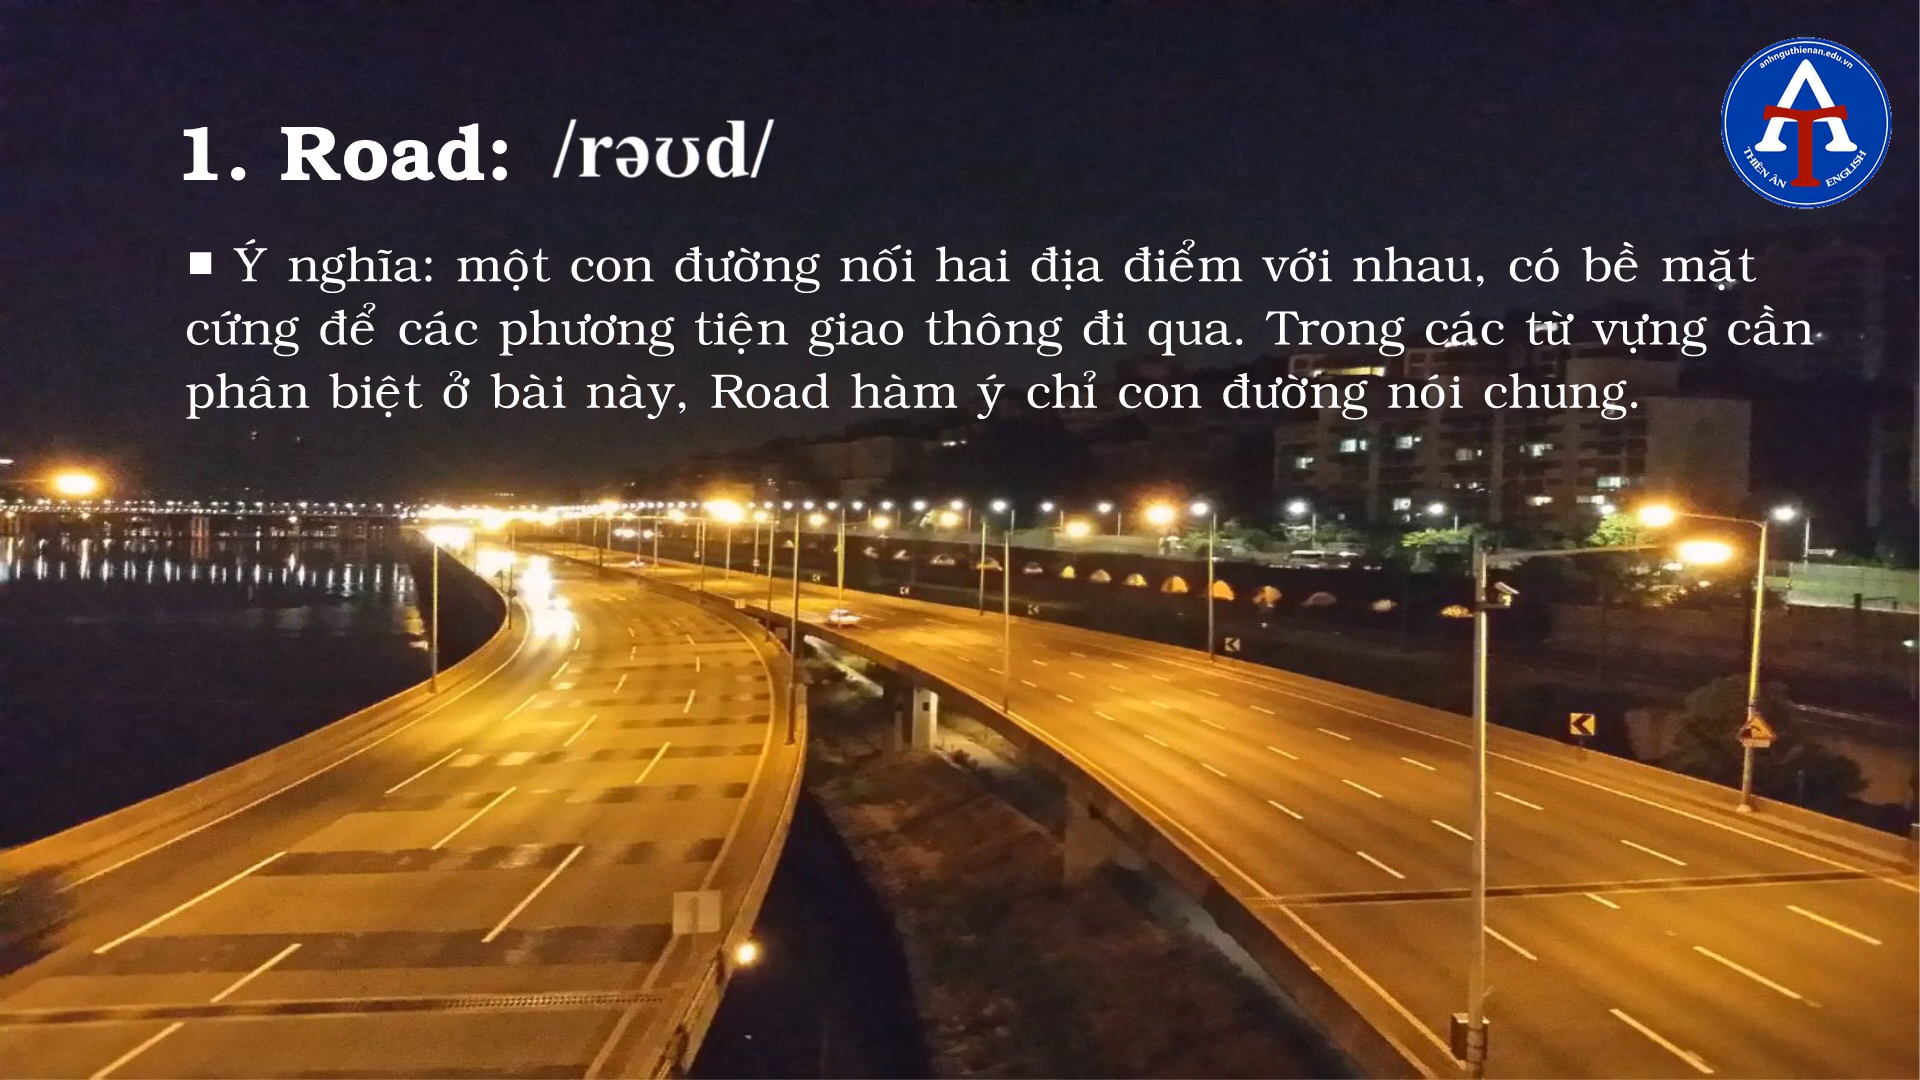 anhnguthienan.edu.vn
1. Road: /rəʊd/
THIÊN ÂN ENGLISH
▪ Ý nghĩa: một con đường nối hai địa điểm với nhau, có bề mặt
cứng để các phương tiện giao thông đi qua. Trong các từ vựng cần
phân biệt ở bài này, Road hàm ý chỉ con đường nói chung.